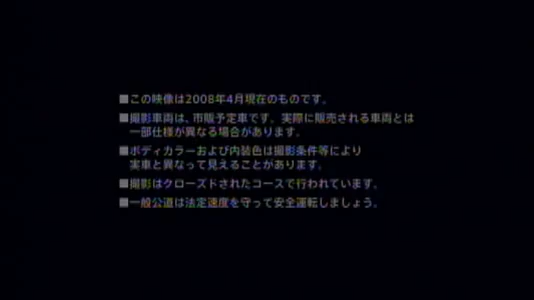 ■この映像は2008年4月現在のものです。
■撮影車両は、市販予定車です。実際に販売される車両とは
一部仕様が異なる場合があります。
■ボディカラーおよび内装色は撮影条件等により
実車と異なって見えることがあります。
■撮影はクローズドされたコースで行われています。
■一般公道は法定速度を守って安全運転しましょう。